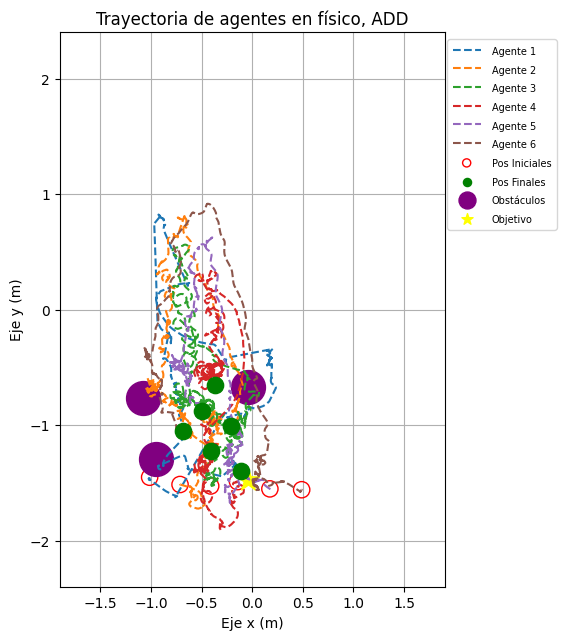 Trayectoria de agentes en físico, ADD
Agente 1
Agente 2
Agente 3
Agente 4
Agente 5
Agente 6
Pos Iniciales
Pos Finales
Obstáculos
Objetivo
Eje y (m)
2
1
0
−1
−2
−1.5
−1.0
−0.5
0.0
0.5
1.0
1.5
Eje x (m)